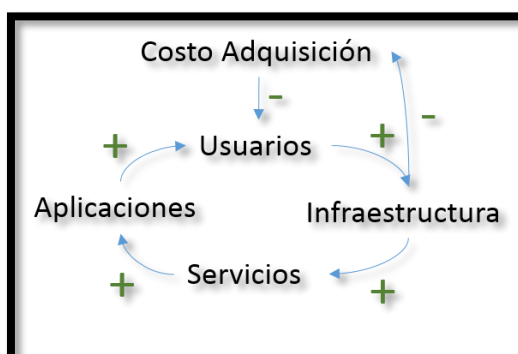 Costo Adquisición
-
-
+
Usuarios
+
Aplicaciones
Infraestructura
+
Servicios
+